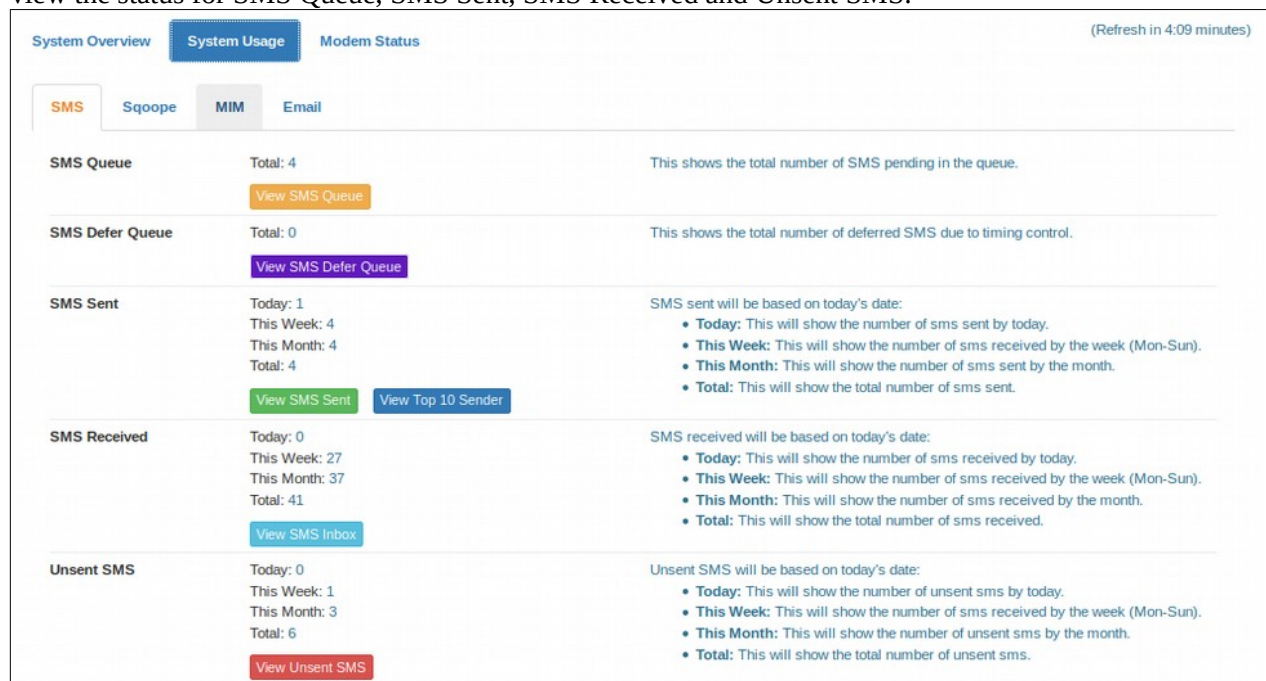 view the status for SMS Queue, SMS Sent, SMS Received and Unsent SMS.
System Overview System Usage Modem Status (Refresh in 4:09 minutes)
SMS Sqoope MIM Email
SMS Queue Total: 4 This shows the total number of SMS pending in the queue.
View SMS Queue
SMS Defer Queue Total: 0 This shows the total number of deferred SMS due to timing control.
View SMS Defer Queue
SMS Sent Today: 1 SMS sent will be based on today's date:
This Week: 4 • Today: This will show the number of sms sent by today.
This Month: 4 • This Week: This will show the number of sms received by the week (Mon-Sun).
Total: 4 • This Month: This will show the number of sms sent by the month.
• Total: This will show the total number of sms sent.
View SMS Sent View Top 10 Sender
SMS Received Today: 0 SMS received will be based on today's date:
This Week: 27 • Today: This will show the number of sms received by today.
This Month: 37 • This Week: This will show the number of sms received by the week (Mon-Sun).
Total: 41 • This Month: This will show the number of sms received by the month.
• Total: This will show the total number of sms received.
View SMS Inbox
Unsent SMS Today: 0 Unsent SMS will be based on today's date:
This Week: 1 • Today: This will show the number of unsent sms by today.
This Month: 3 • This Week: This will show the number of sms received by the week (Mon-Sun).
Total: 6 • This Month: This will show the number of unsent sms by the month.
• Total: This will show the total number of unsent sms.
View Unsent SMS